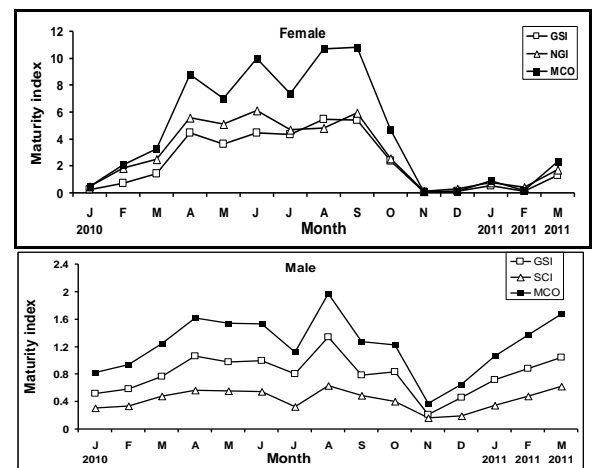 Female
GSI
NGI
MCO
Maturity index
12
10
8
6
4
2
0
J F M A M J J A S O N D J F M
2010 2011 2011 2011
Month
Male
GSI
SCI
MCO
Maturity index
2.4
2
1.6
1.2
0.8
0.4
0
J F M A M J J A S O N D J F M
2010 2011 2011 2011
Month